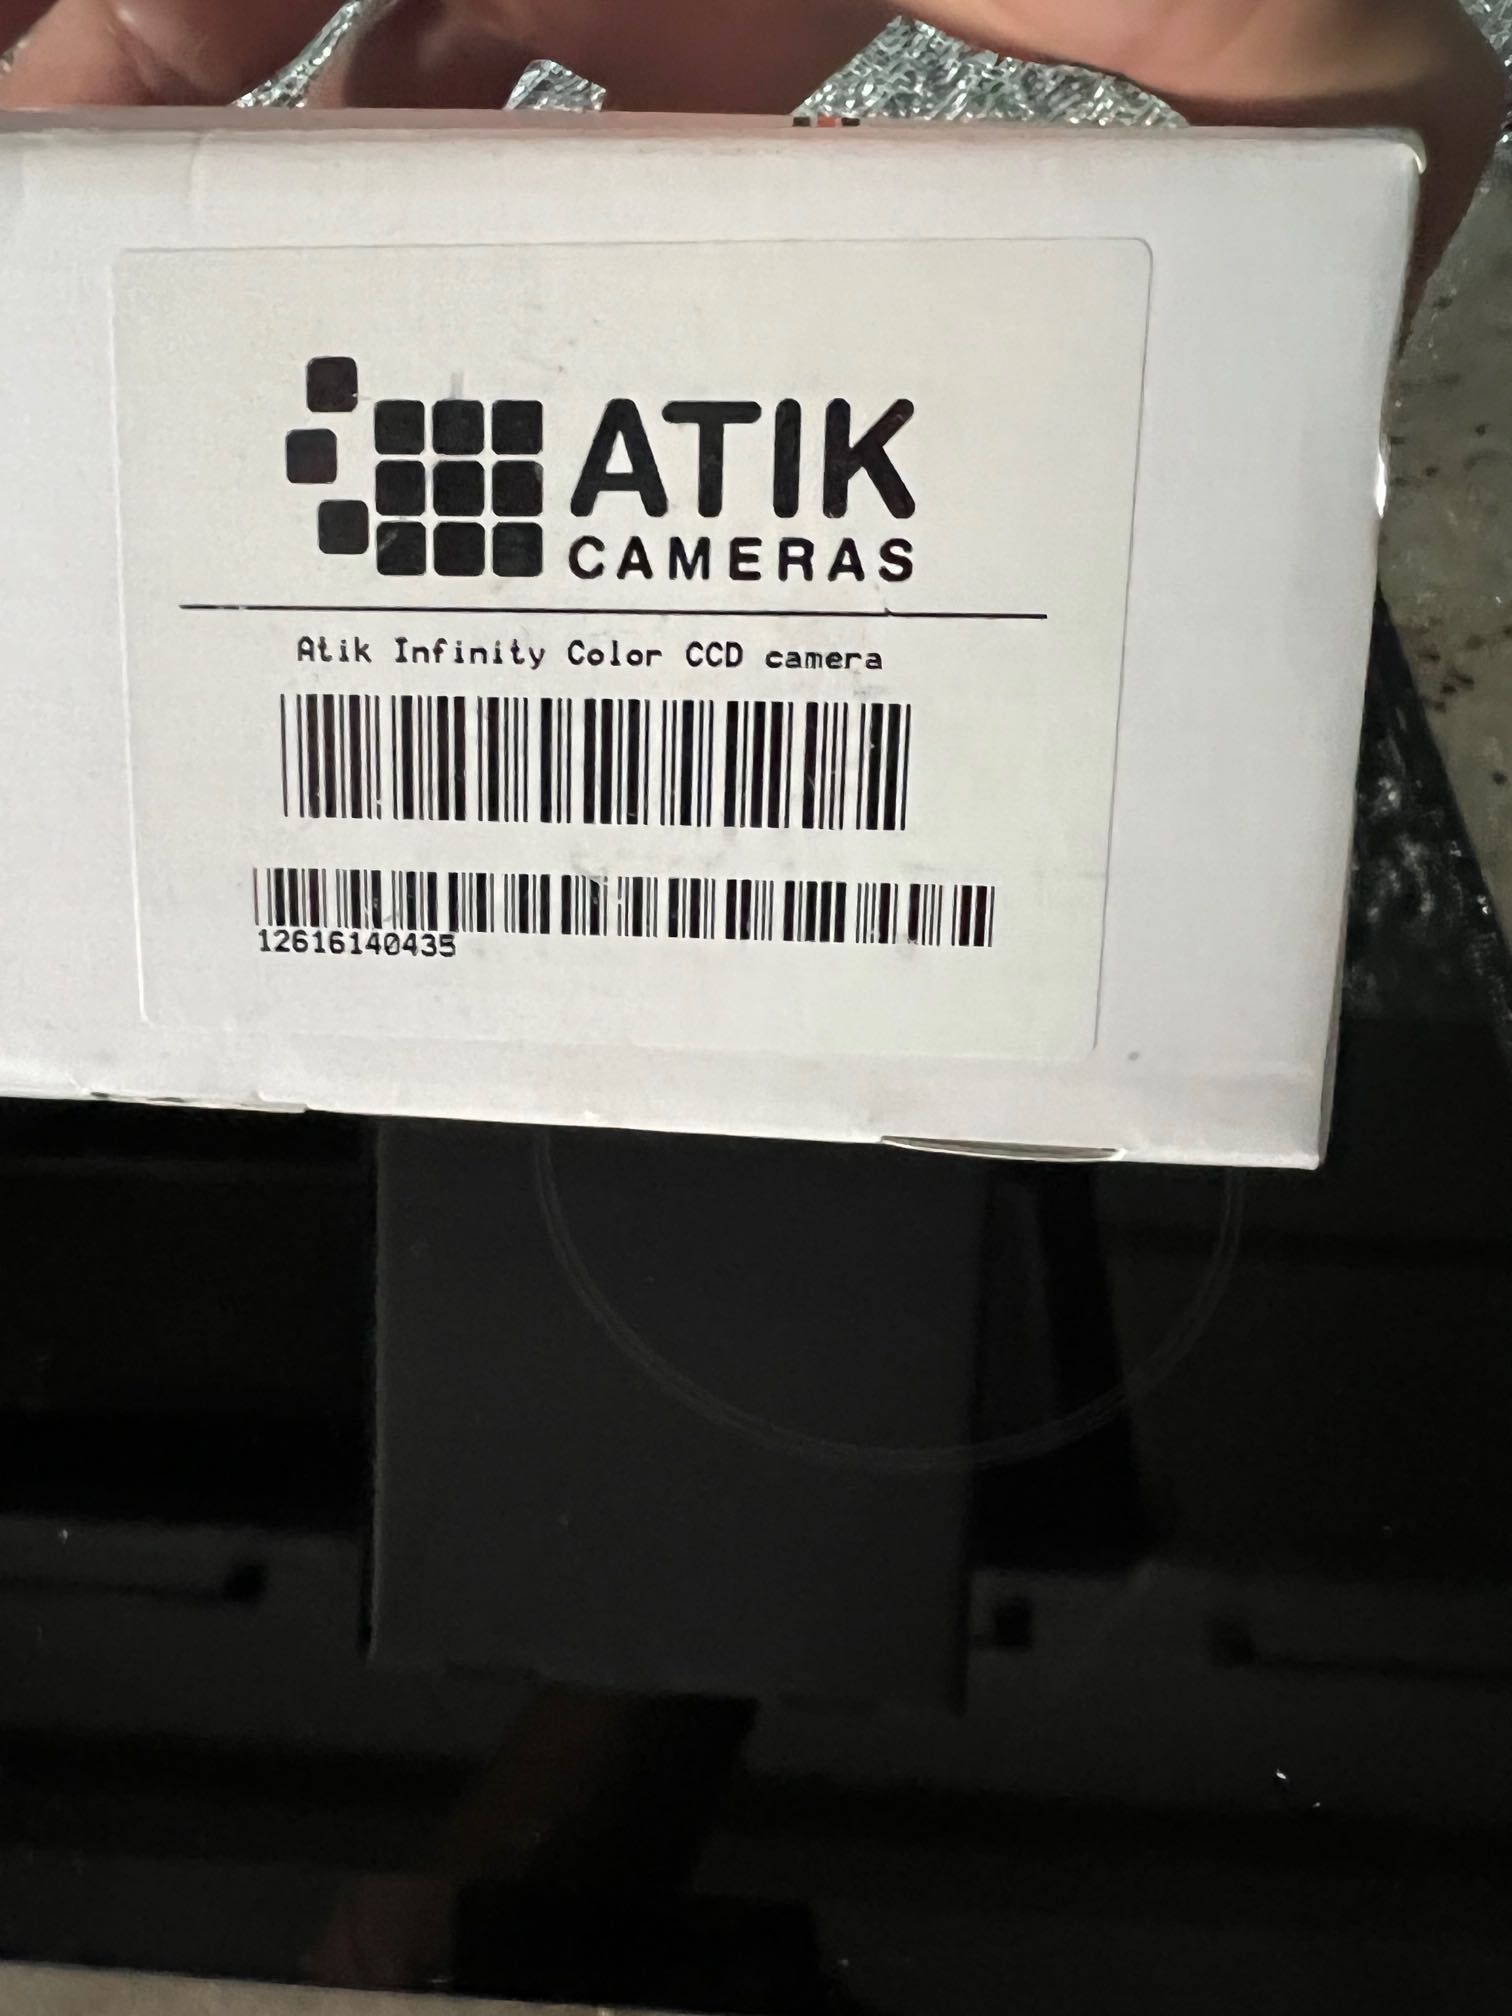 ATIK
CAMERAS
Atik Infinity Color CCD camera
12616140435